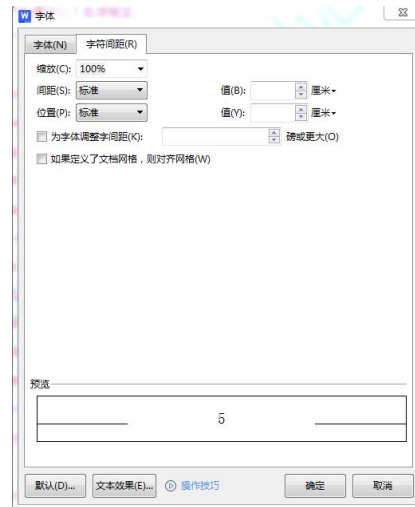 W 字体
字体(N) 字符间距(R)
缩放(C): 100%
间距(S): 标准 值(B): 厘米
位置(P): 标准 值(Y): 厘米
为字体调整字间距(K): 磅或更大(O)
如果定义了文档网格，则对齐网格(W)
预览
5
默认(D)... 文本效果(E)... 操作技巧 确定 取消